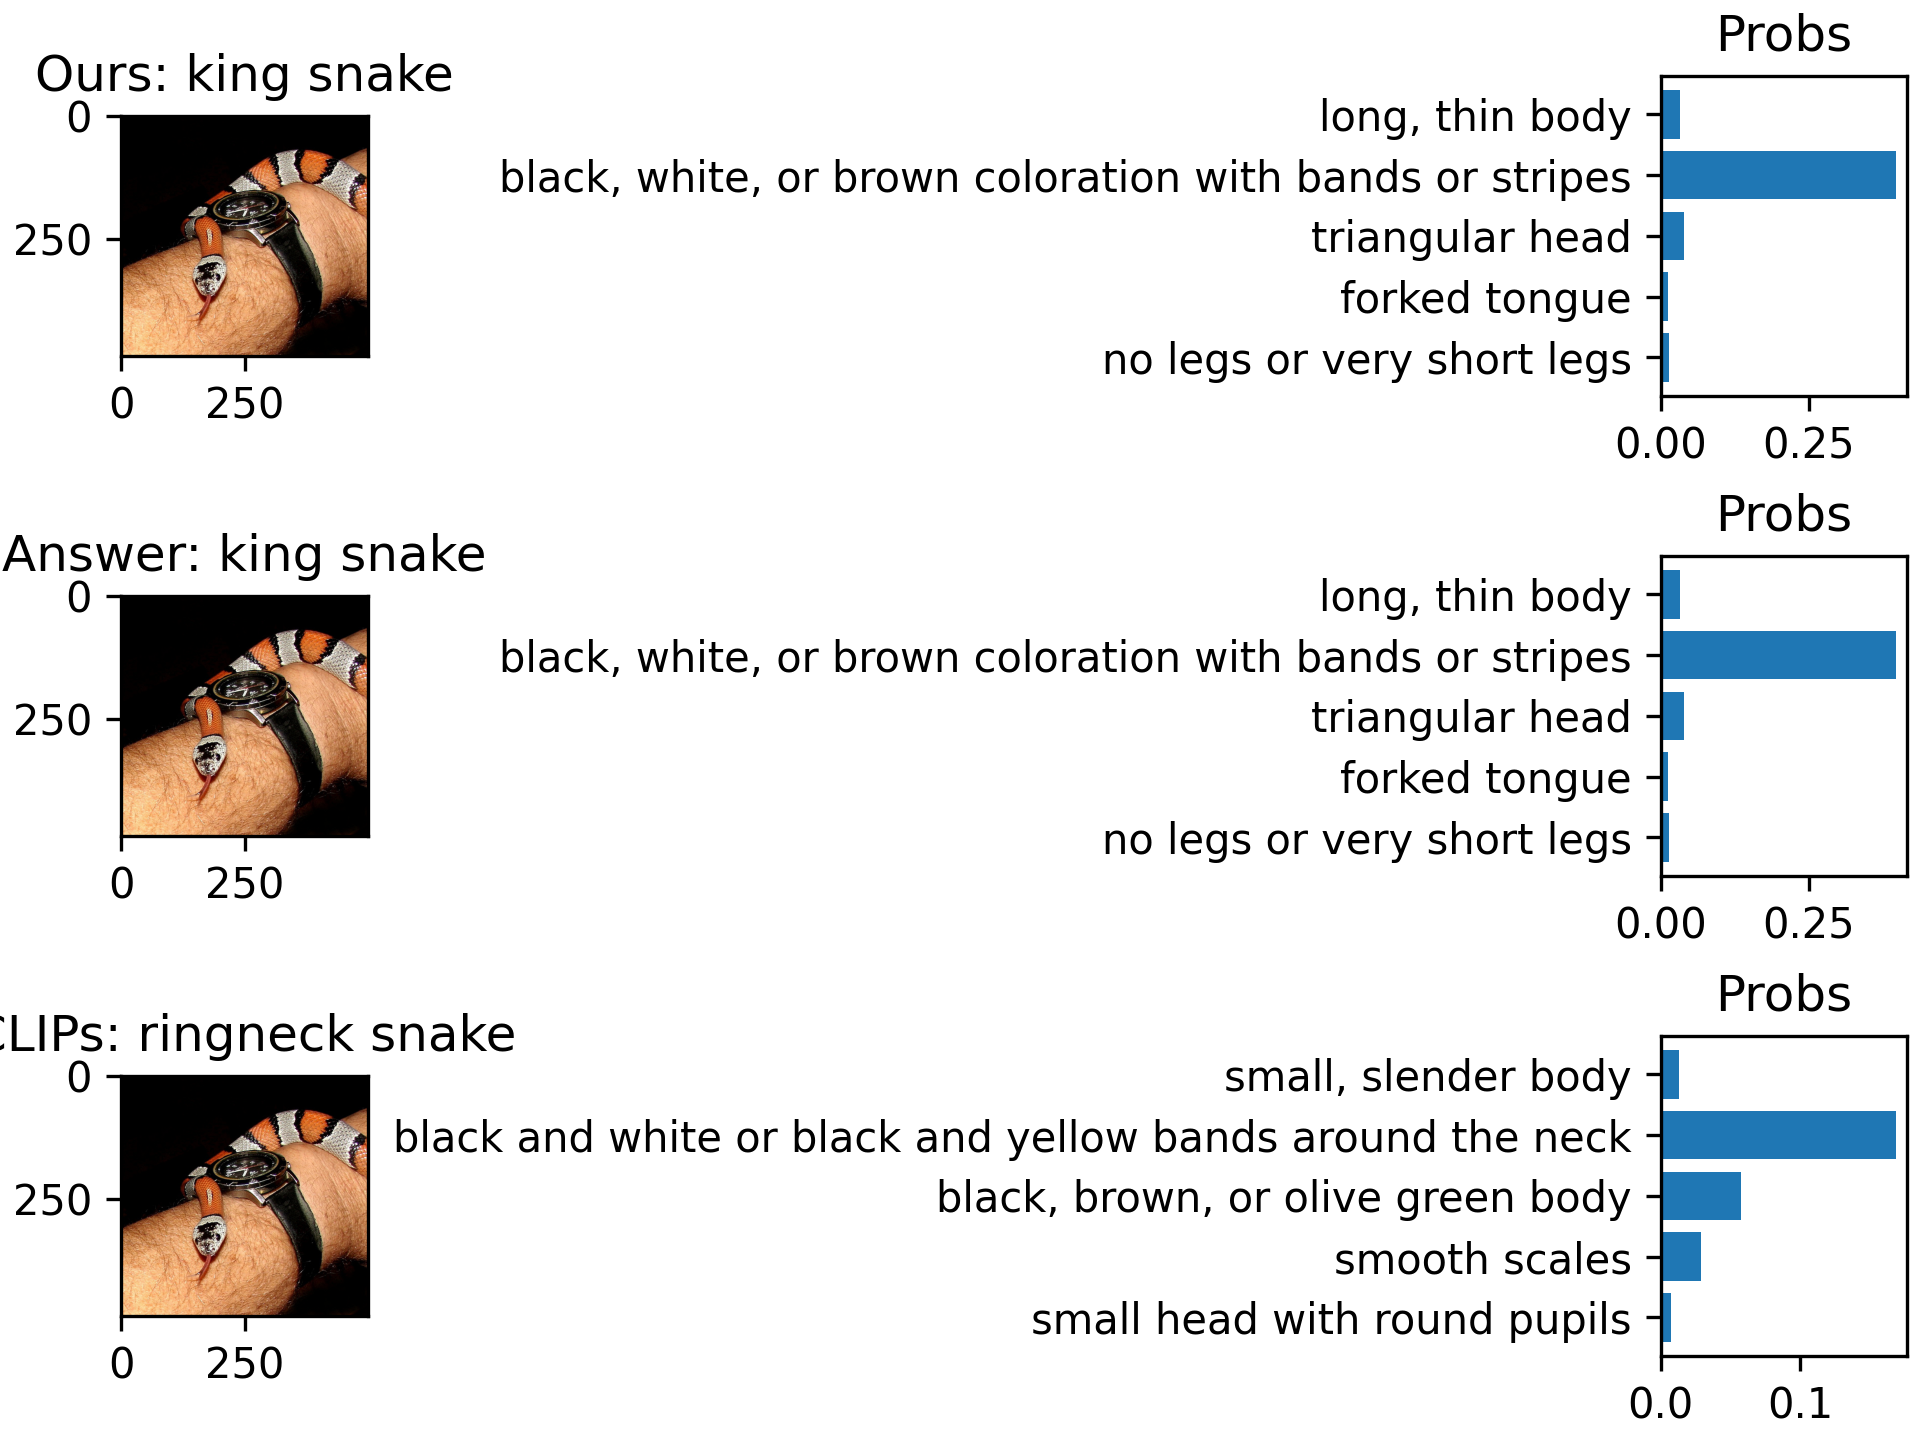 Probs
Ours: king snake
0
250
0 250
long, thin body
black, white, or brown coloration with bands or stripes
triangular head
forked tongue
no legs or very short legs
0.00 0.25
Probs
Answer: king snake
0
250
0 250
long, thin body
black, white, or brown coloration with bands or stripes
triangular head
forked tongue
no legs or very short legs
0.00 0.25
Probs
CLIPs: ringneck snake
0
250
0 250
small, slender body
black and white or black and yellow bands around the neck
black, brown, or olive green body
smooth scales
small head with round pupils
0.0 0.1